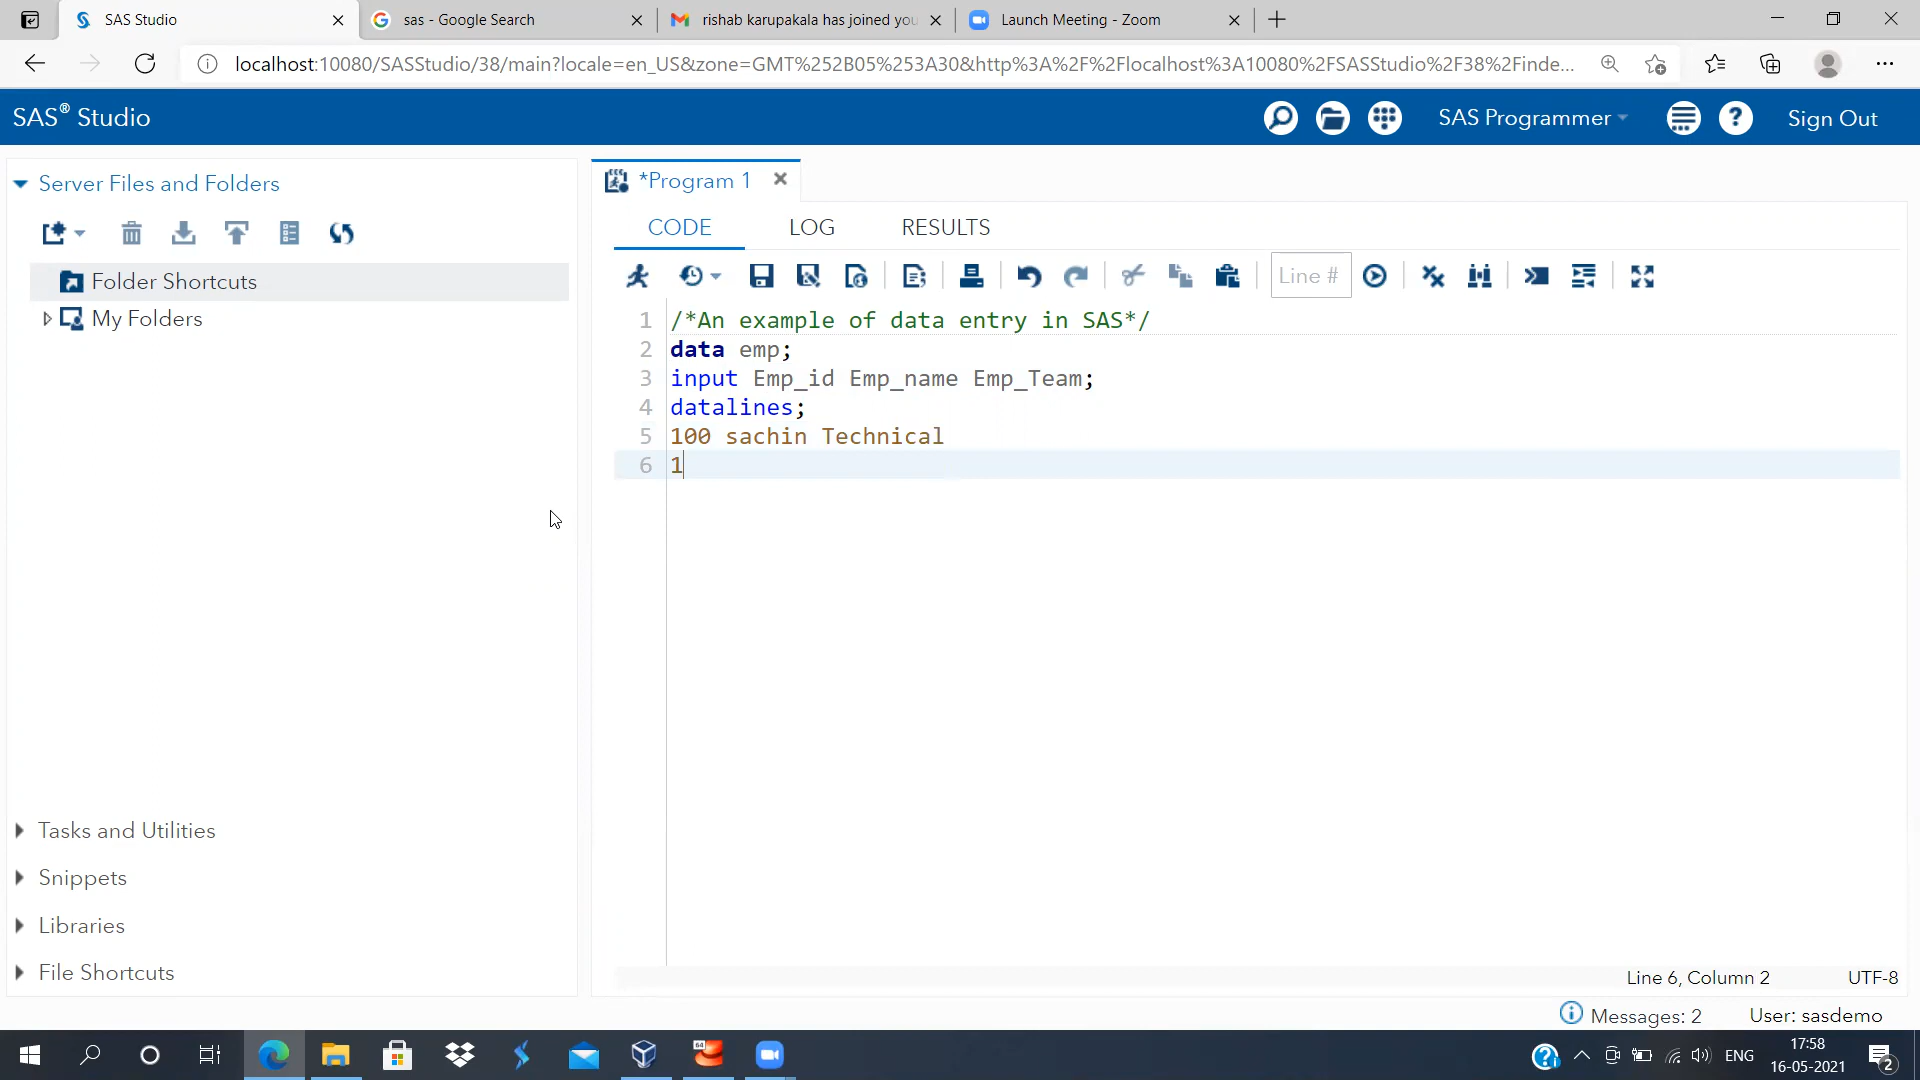 SAS Studio
sas - Google Search
rishab karupakala has joined you
Launch Meeting - Zoom
localhost:10080/SASStudio/38/main?locale=en_US&zone=GMT%252B05%253A30&http%3A%2F%2Flocalhost%3A10080%2FSASStudio%2F38%2Finde...
SAS® Studio
SAS Programmer
Sign Out
Server Files and Folders
Folder Shortcuts
My Folders
Tasks and Utilities
Snippets
Libraries
File Shortcuts
*Program 1
CODE LOG RESULTS
Line #
1 /*An example of data entry in SAS*/
2 data emp;
3 input Emp_id Emp_name Emp_Team;
4 datalines;
5 100 sachin Technical
6 1
Line 6, Column 2 UTF-8
Messages: 2 User: sasdemo
64
ENG
17:58
16-05-2021
2